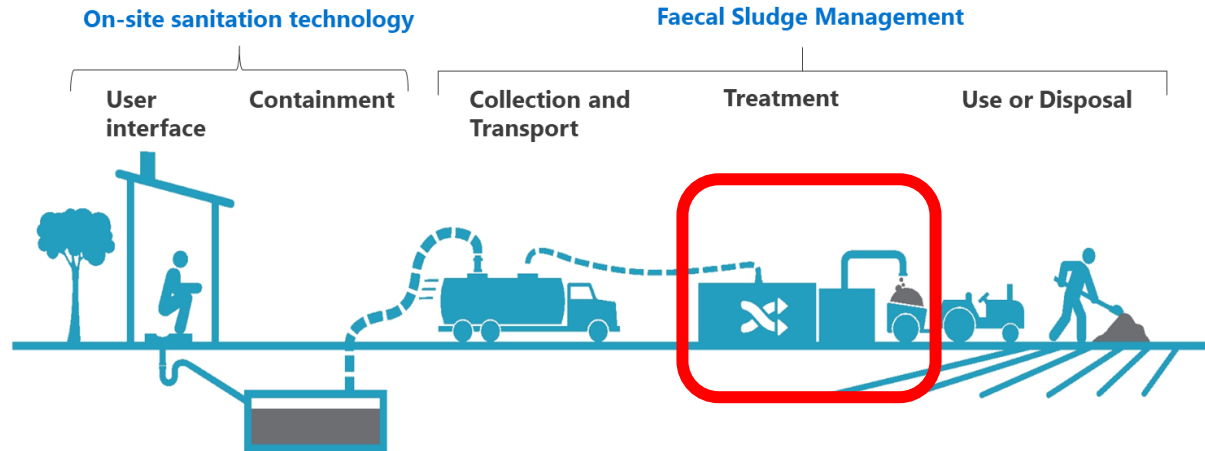 On-site sanitation technology
Faecal Sludge Management
User
interface
Containment
Collection and
Transport
Treatment
Use or Disposal